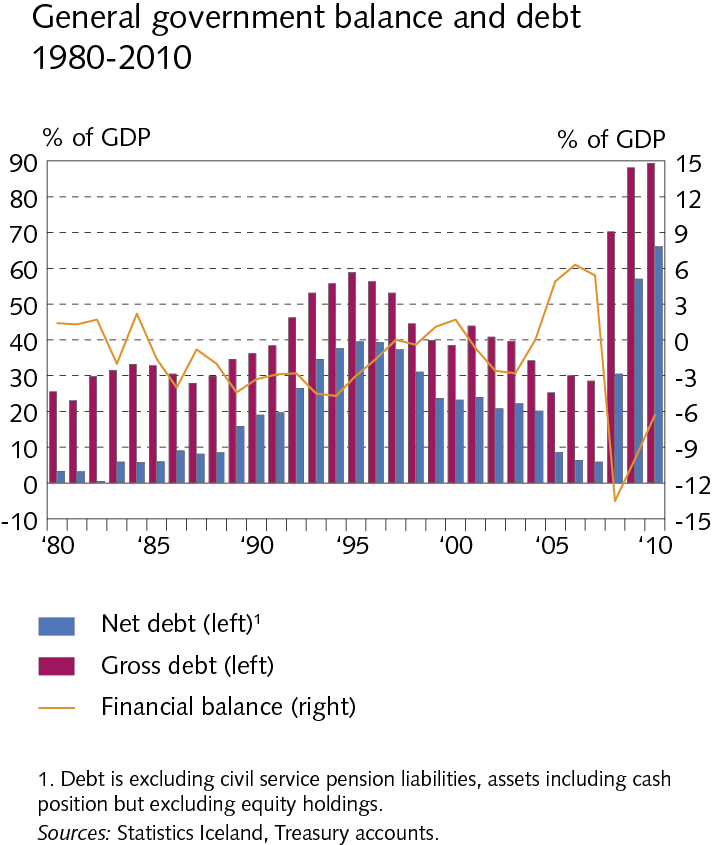 General government balance and debt
1980-2010
% of GDP
% of GDP
90 15
80 12
70 9
60 6
50 3
40 0
30 -3
20 -6
10 -9
0 -12
-10 -15
‘80 ‘85 ‘90 ‘95 ‘00 ‘05 ‘10
Net debt (left)¹
Gross debt (left)
Financial balance (right)
1. Debt is excluding civil service pension liabilities, assets including cash
position but excluding equity holdings.
Sources: Statistics Iceland, Treasury accounts.